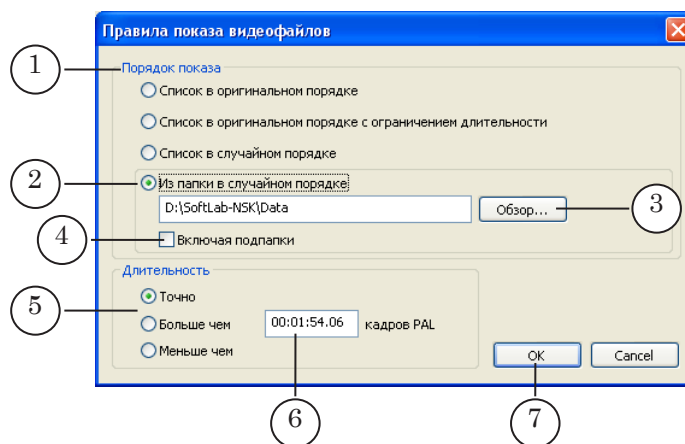 Правила показа видеофайлов
1
Порядок показа
Список в оригинальном порядке
Список в оригинальном порядке с ограничением длительности
Список в случайном порядке
2
Из папки в случайном порядке
D:\SoftLab-NSK\Data
Обзор...
3
4
Включая подпапки
Длительность
5
Точно
Больше чем
00:01:54.06
кадров PAL
Меньше чем
OK
Cancel
6
7